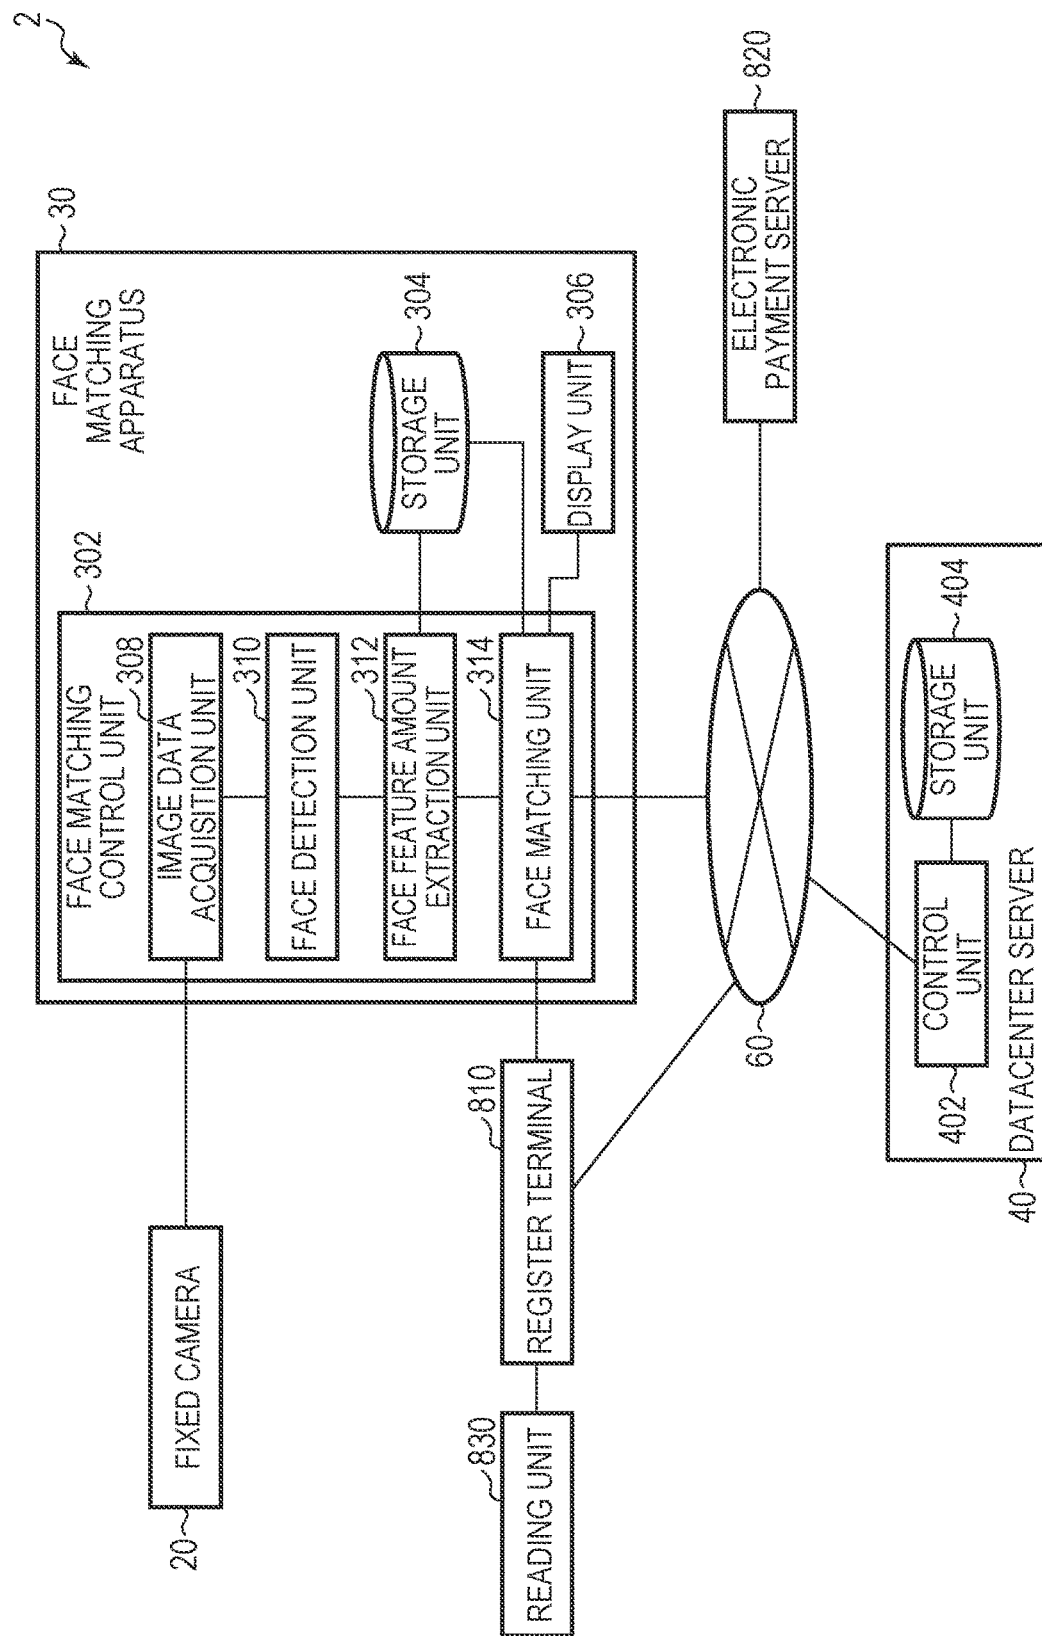 2
FACE
MATCHING
APPARATUS
30
FACE MATCHING
CONTROL UNIT
302
IMAGE DATA
ACQUISITION UNIT
308
FACE DETECTION UNIT
310
FACE FEATURE AMOUNT
EXTRACTION UNIT
312
FACE MATCHING UNIT
314
STORAGE
UNIT
304
DISPLAY UNIT
306
FIXED CAMERA
20
READING UNIT
830
REGISTER TERMINAL
810
60
ELECTRONIC
PAYMENT SERVER
820
CONTROL
UNIT
402
STORAGE
UNIT
404
40
DATACENTER SERVER